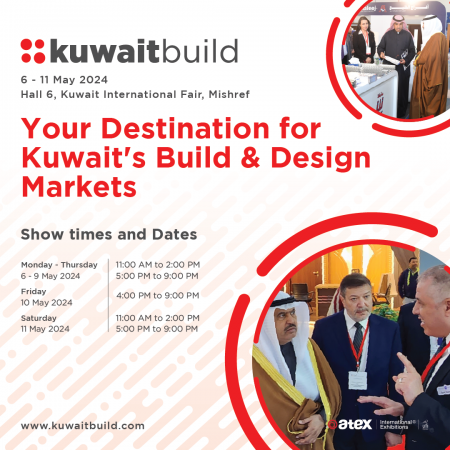 kuwaitbuild
6 - 11 May 2024
Hall 6, Kuwait International Fair, Mishref
Your Destination for
Kuwait's Build & Design
Markets
Show times and Dates
Monday - Thursday
6 - 9 May 2024
11:00 AM to 2:00 PM
5:00 PM to 9:00 PM
Friday
10 May 2024
4:00 PM to 9:00 PM
Saturday
11 May 2024
11:00 AM to 2:00 PM
5:00 PM to 9:00 PM
www.kuwaitbuild.com
atex
International
Exhibitions